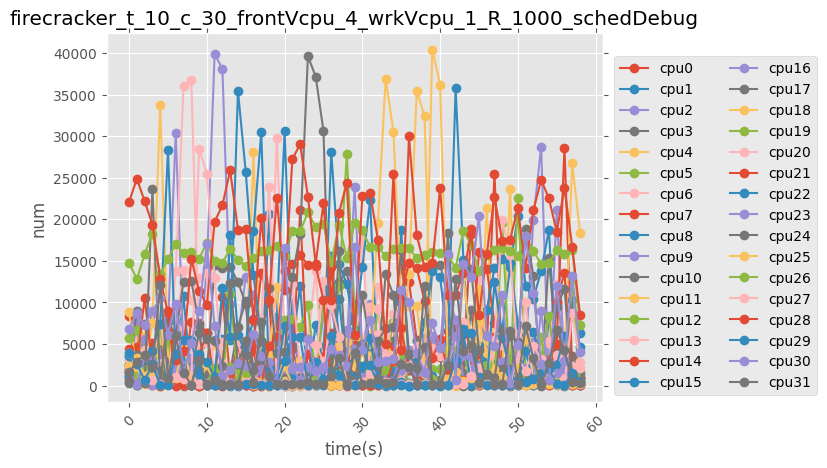 firecracker_t_10_c_30_frontVcpu_4_wrkVcpu_1_R_1000_schedDebug
num
40000
35000
30000
25000
20000
15000
10000
5000
0
0
10
20
30
40
50
60
time(s)
cpu0
cpu1
cpu2
cpu3
cpu4
cpu5
cpu6
cpu7
cpu8
cpu9
cpu10
cpu11
cpu12
cpu13
cpu14
cpu15
cpu16
cpu17
cpu18
cpu19
cpu20
cpu21
cpu22
cpu23
cpu24
cpu25
cpu26
cpu27
cpu28
cpu29
cpu30
cpu31